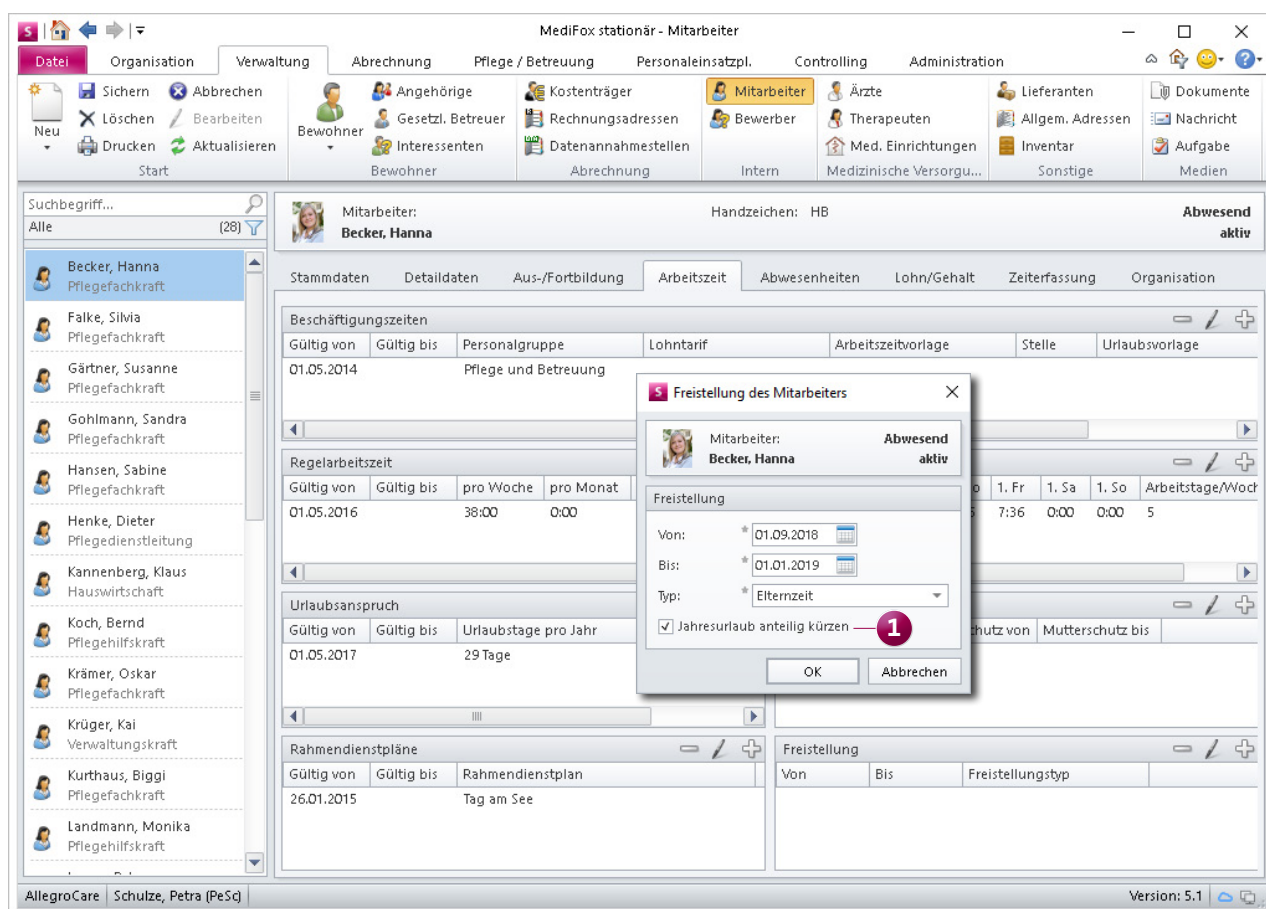 S
MediFox stationär - Mitarbeiter
Datei Organisation Verwaltung Abrechnung Pflege / Betreuung Personaleinsatzpl. Controlling Administration
Neu
Sichern Abbrechen
Löschen Bearbeiten
Drucken Aktualisieren
Start
Bewohner
Angehörige
Gesetzl. Betreuer
Interessenten
Bewohner
Kostenträger
Rechnungsadressen
Datenannahmestellen
Abrechnung
Mitarbeiter
Bewerber
Intern
Ärzte
Therapeuten
Med. Einrichtungen
Medizinische Versorgu...
Lieferanten
Allgem. Adressen
Inventar
Sonstige
Dokumente
Nachricht
Aufgabe
Medien
Suchbegriff...
Alle (28)
Becker, Hanna
Pflegefachkraft
Falke, Silvia
Pflegefachkraft
Gärtner, Susanne
Pflegefachkraft
Gohlmann, Sandra
Pflegefachkraft
Hansen, Sabine
Pflegefachkraft
Henke, Dieter
Pflegedienstleitung
Kannenberg, Klaus
Hauswirtschaft
Koch, Bernd
Pflegehilfskraft
Krämer, Oskar
Pflegefachkraft
Krüger, Kai
Verwaltungskraft
Kurthaus, Biggi
Pflegefachkraft
Landmann, Monika
Pflegehilfskraft
Mitarbeiter: Handzeichen: HB Abwesend
Becker, Hanna aktiv
Stammdaten Detaildaten Aus-/Fortbildung Arbeitszeit Abwesenheiten Lohn/Gehalt Zeiterfassung Organisation
Beschäftigungszeiten
Gültig von Gültig bis Personalgruppe Lohntarif Arbeitszeitvorlage Stelle Urlaubsvorlage
01.05.2014 Pflege und Betreuung
Regelarbeitszeit
Gültig von Gültig bis pro Woche pro Monat o 1. Fr 1. Sa 1. So Arbeitstage/Woch
01.05.2016 38:00 0:00 7:36 0:00 0:00 5
Urlaubsanspruch
Gültig von Gültig bis Urlaubstage pro Jahr hutz von Mutterschutz bis
01.05.2017 29 Tage
Rahmendienstpläne
Gültig von Gültig bis Rahmendienstplan
26.01.2015 Tag am See
Freistellung
Von Bis Freistellungstyp
S Freistellung des Mitarbeiters
Mitarbeiter: Abwesend
Becker, Hanna aktiv
Freistellung
Von: * 01.09.2018
Bis: * 01.01.2019
Typ: * Elternzeit
Jahresurlaub anteilig kürzen 1
OK Abbrechen
AllegroCare Schulze, Petra (PeSc) Version: 5.1